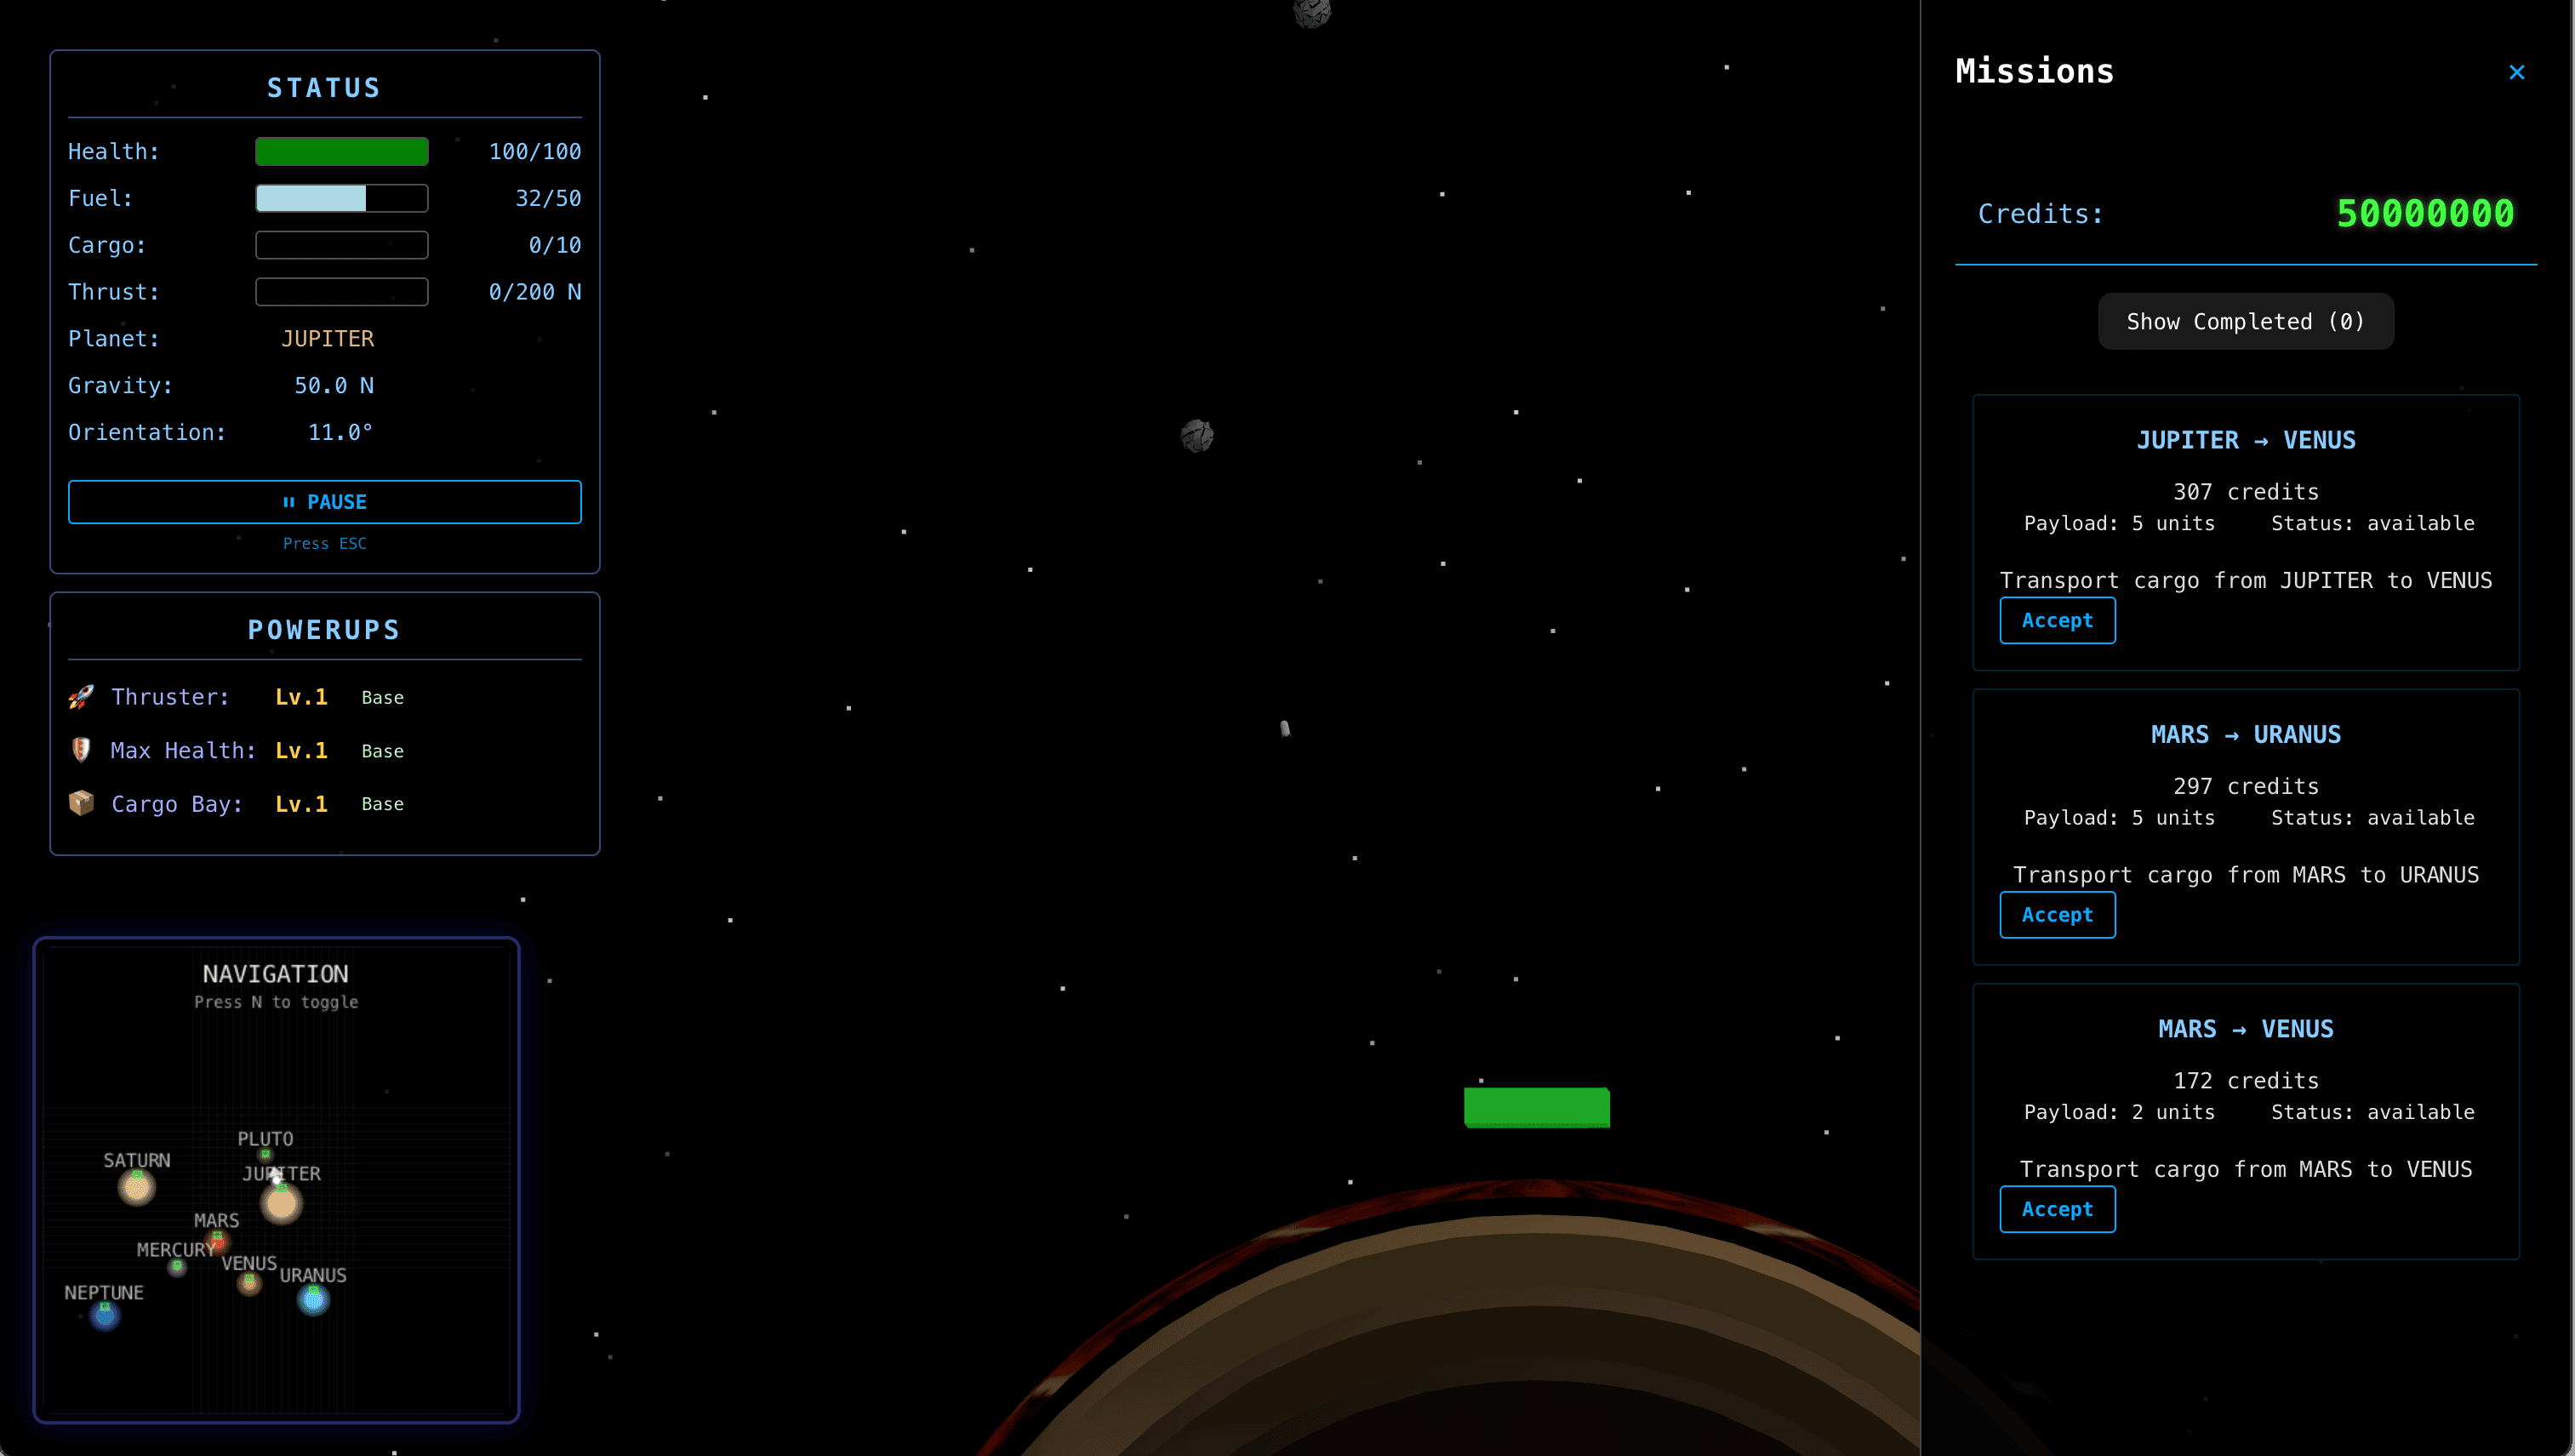 STATUS
Health: 100/100
Fuel: 32/50
Cargo: 0/10
Thrust: 0/200 N
Planet: JUPITER
Gravity: 50.0 N
Orientation: 11.0°
⏸ PAUSE
Press ESC
POWERUPS
🚀 Thruster: Lv.1 Base
🛡 Max Health: Lv.1 Base
📦 Cargo Bay: Lv.1 Base
NAVIGATION
Press N to toggle
PLUTO
SATURN
JUPITER
MARS
MERCURY
VENUS
URANUS
NEPTUNE
Missions ×
Credits: 50000000
Show Completed (0)
JUPITER → VENUS
307 credits
Payload: 5 units Status: available
Transport cargo from JUPITER to VENUS
Accept
MARS → URANUS
297 credits
Payload: 5 units Status: available
Transport cargo from MARS to URANUS
Accept
MARS → VENUS
172 credits
Payload: 2 units Status: available
Transport cargo from MARS to VENUS
Accept